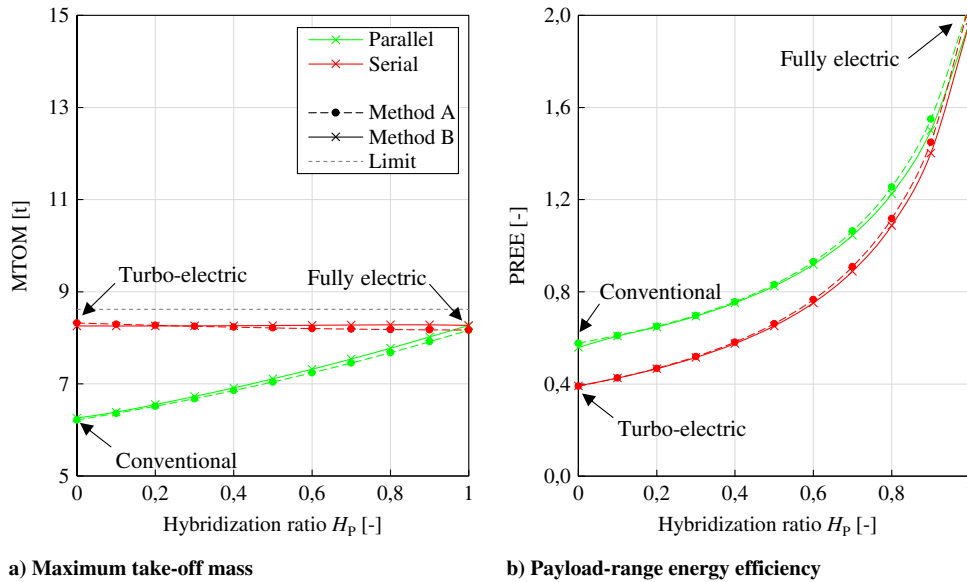 15
13
11
9
7
5
MTOM [t]
Parallel
Serial
Method A
Method B
Limit
Turbo-electric
Fully electric
Conventional
0
0,2
0,4
0,6
0,8
1
Hybridization ratio H_P [-]
a) Maximum take-off mass
2,0
1,6
1,2
0,8
0,4
0,0
PREE [-]
Fully electric
Conventional
Turbo-electric
0
0,2
0,4
0,6
0,8
Hybridization ratio H_P [-]
b) Payload-range energy efficiency